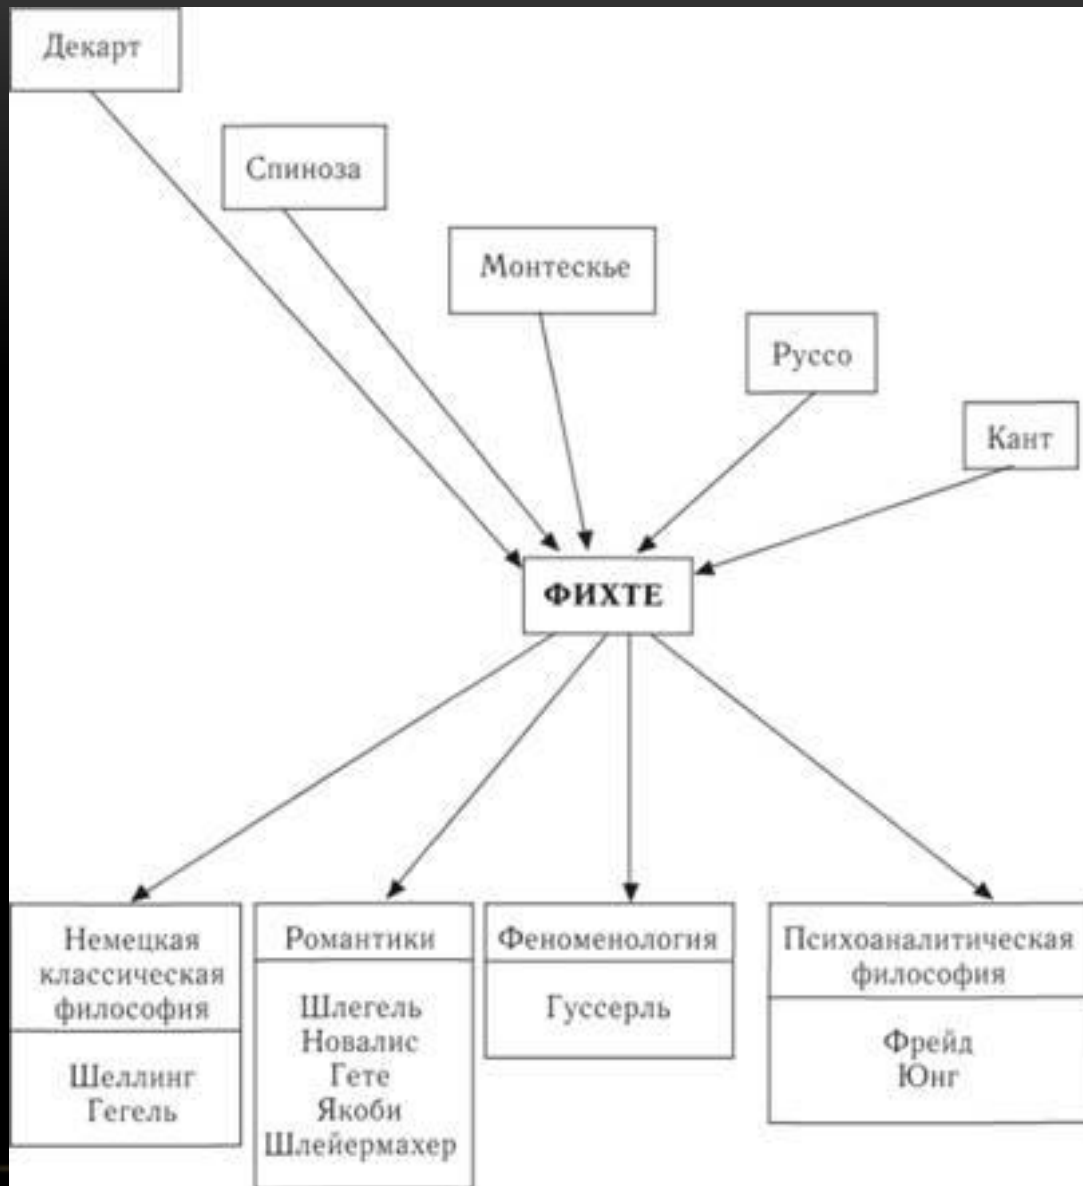 Декарт
Спиноза
Монтескье
Руссо
Кант
ФИХТЕ
Немецкая
классическая
философия
Шеллинг
Гегель
Романтики
Шлегель
Новалис
Гете
Якоби
Шлейермахер
Феноменология
Гуссерль
Психоаналитическая
философия
Фрейд
Юнг